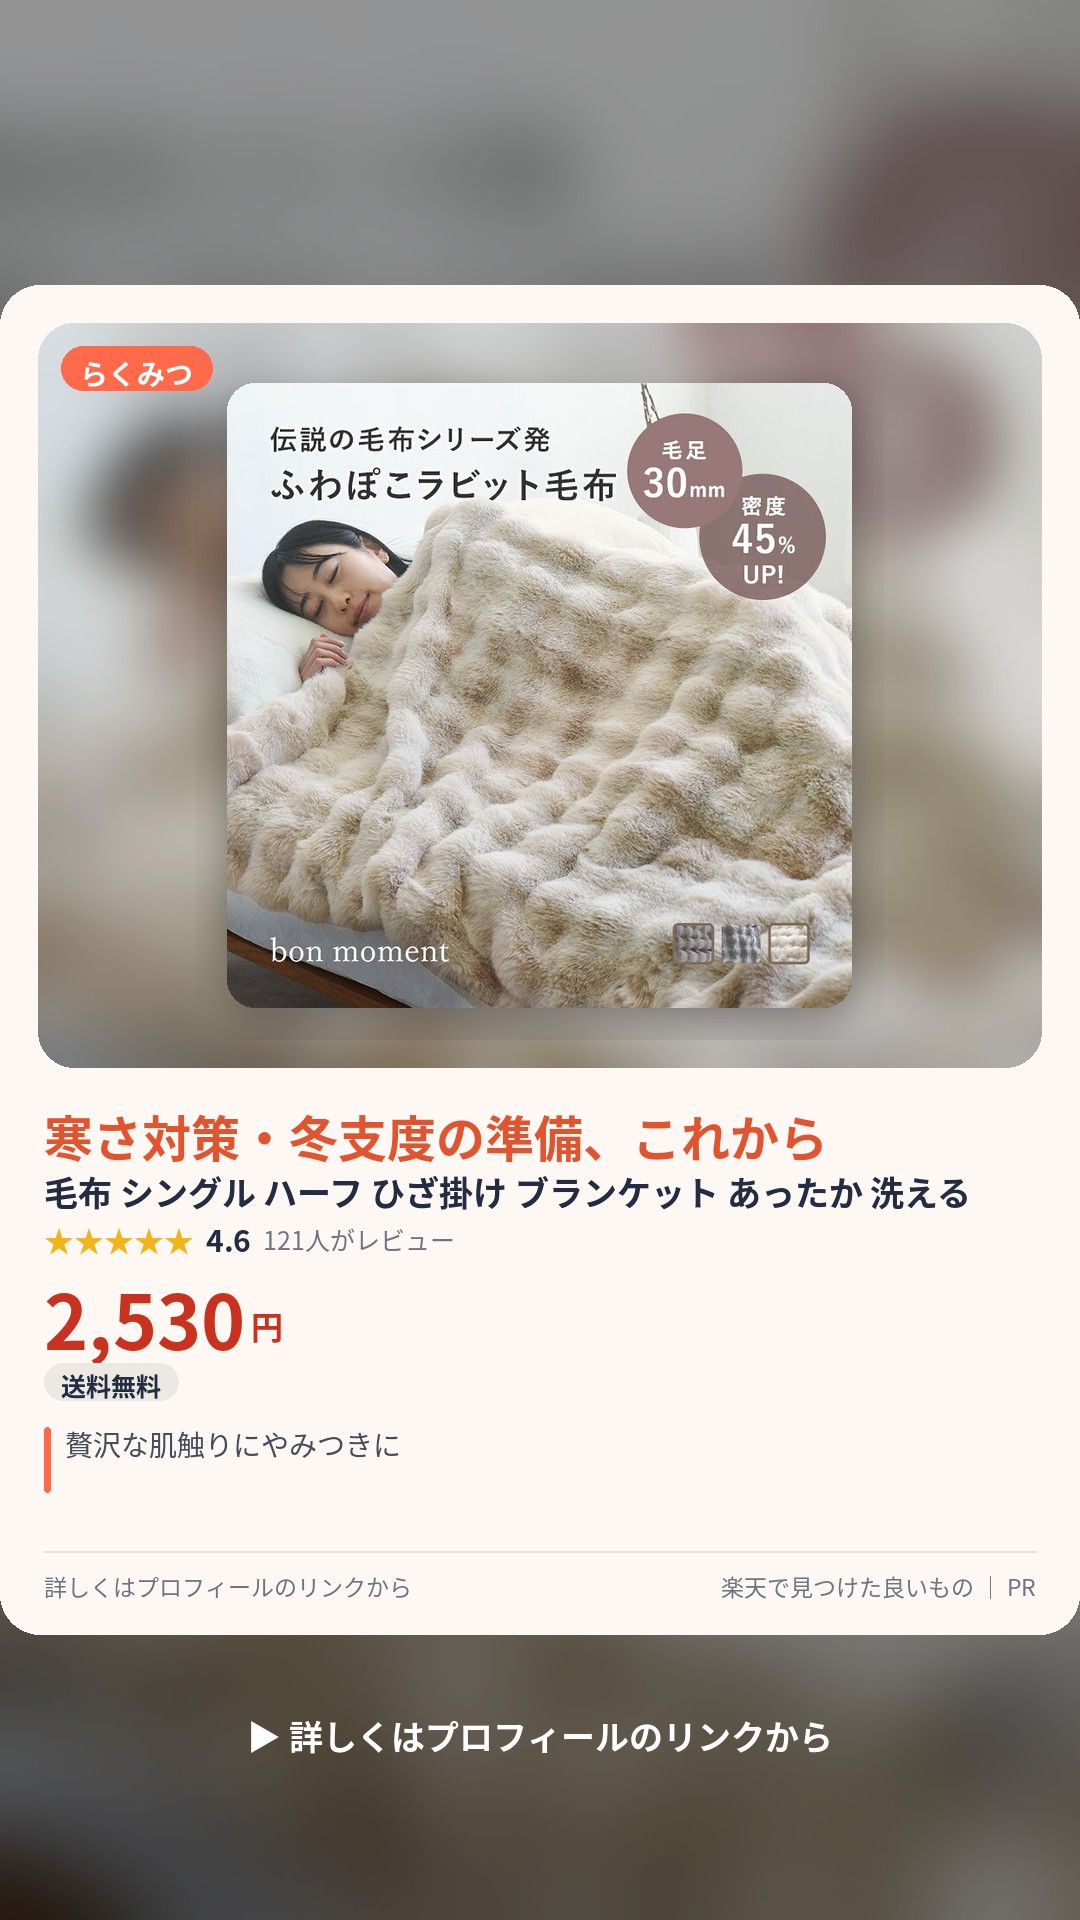 らくみつ
伝説の毛布シリーズ発
ふわぽこラビット毛布
毛足
30mm
密度
45%
UP!
bon moment
寒さ対策・冬支度の準備、これから
毛布 シングル ハーフ ひざ掛け ブランケット あったか 洗える
★★★★★ 4.6 121人がレビュー
2,530円
送料無料
贅沢な肌触りにやみつきに
詳しくはプロフィールのリンクから
楽天で見つけた良いもの｜PR
▶ 詳しくはプロフィールのリンクから